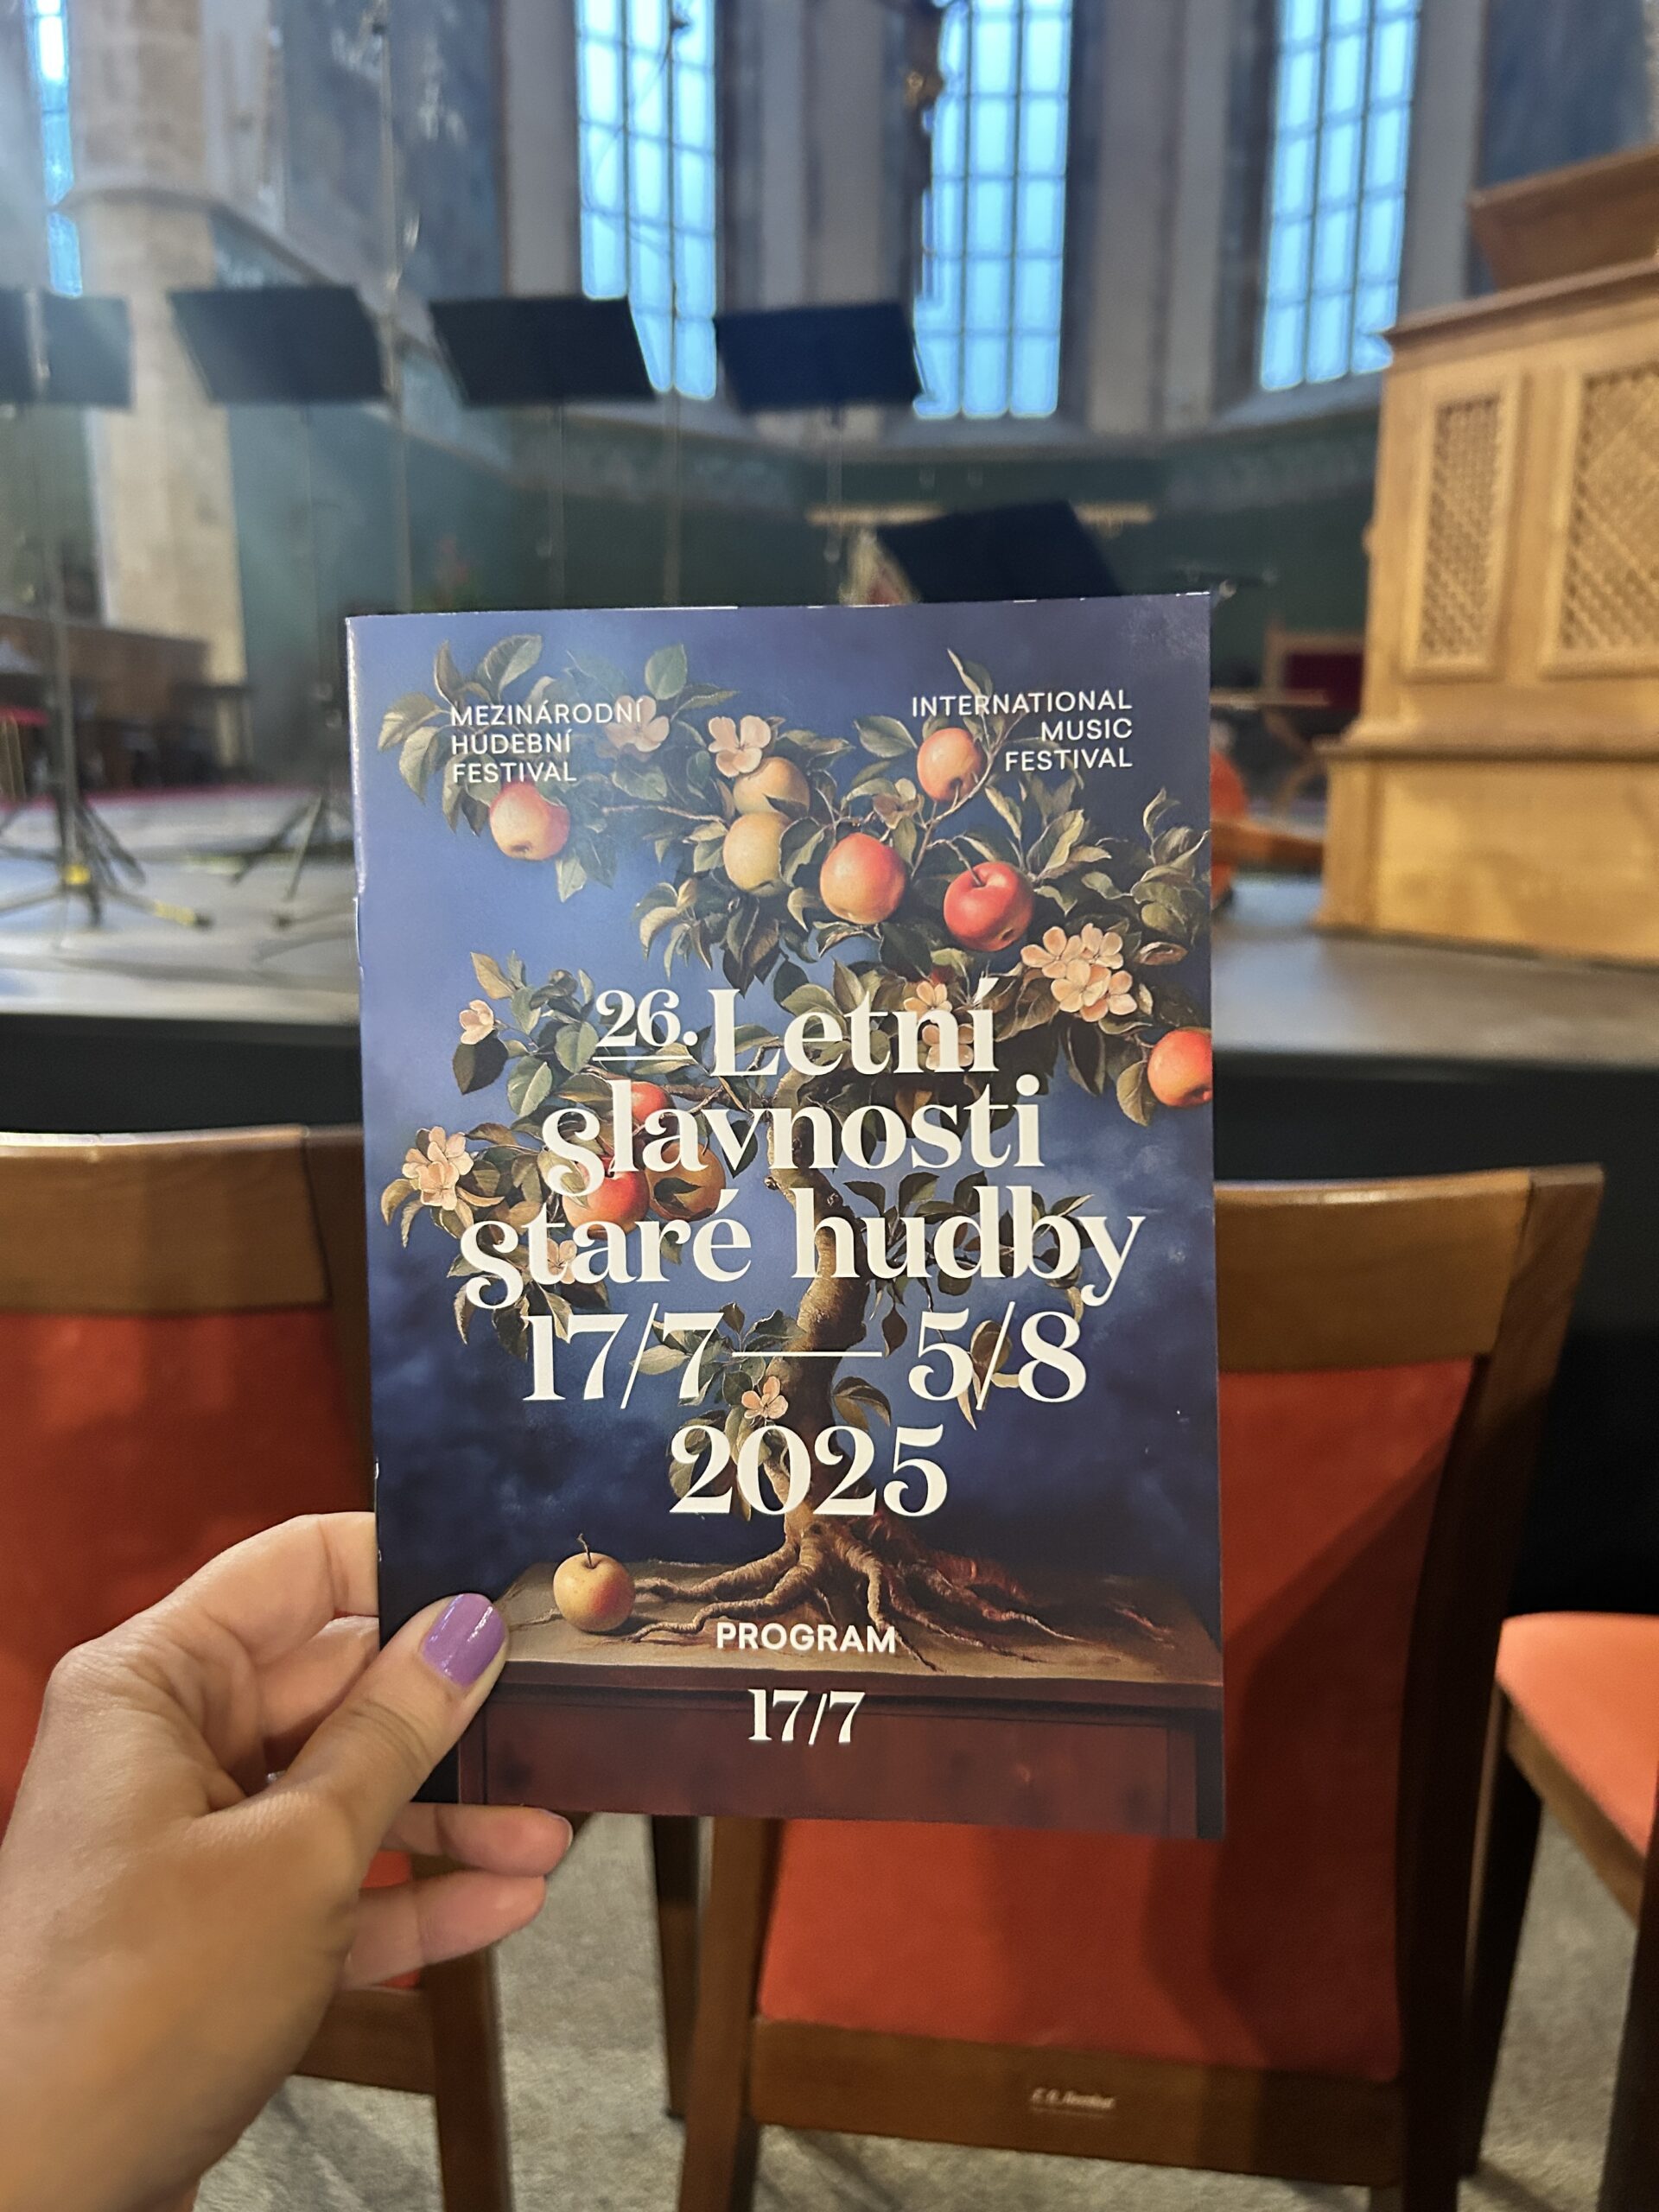 MEZINÁRODNÍ
HUDEBNÍ
FESTIVAL
INTERNATIONAL
MUSIC
FESTIVAL
26. Letní
slavnosti
staré hudby
17/7 — 5/8
2025
PROGRAM
17/7